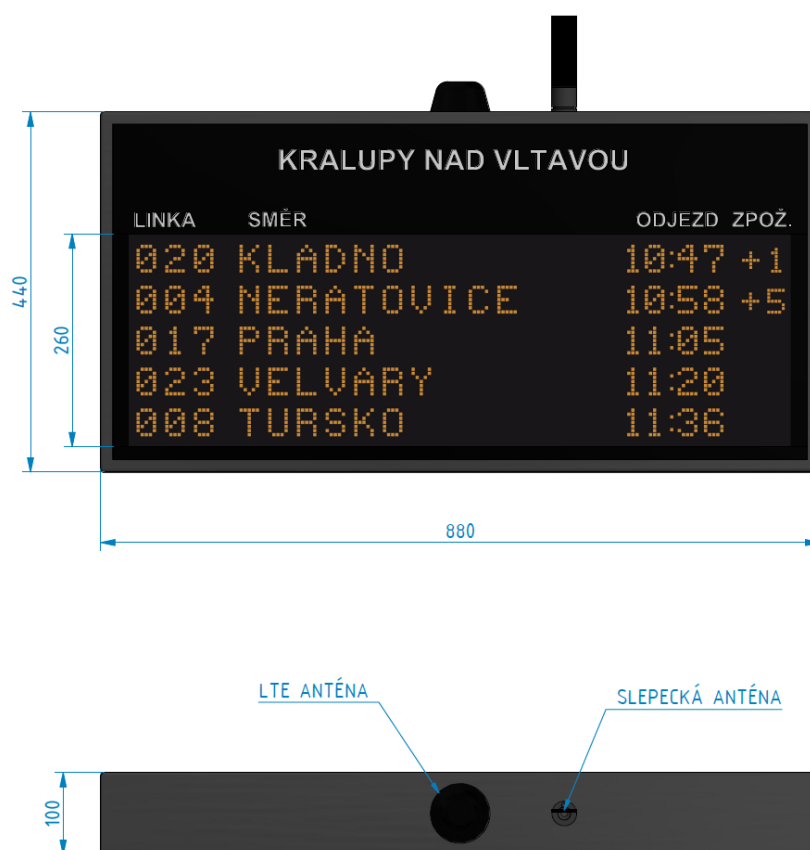 KRALUPY NAD VLTAVOU
LINKA SMĚR ODJEZD ZPOŽ.
020 KLADNO 10:47 +1
004 NERATOVICE 10:58 +5
017 PRAHA 11:05
023 VELVARY 11:20
008 TURSKO 11:36
440
260
880
LTE ANTÉNA
SLEPECKÁ ANTÉNA
100